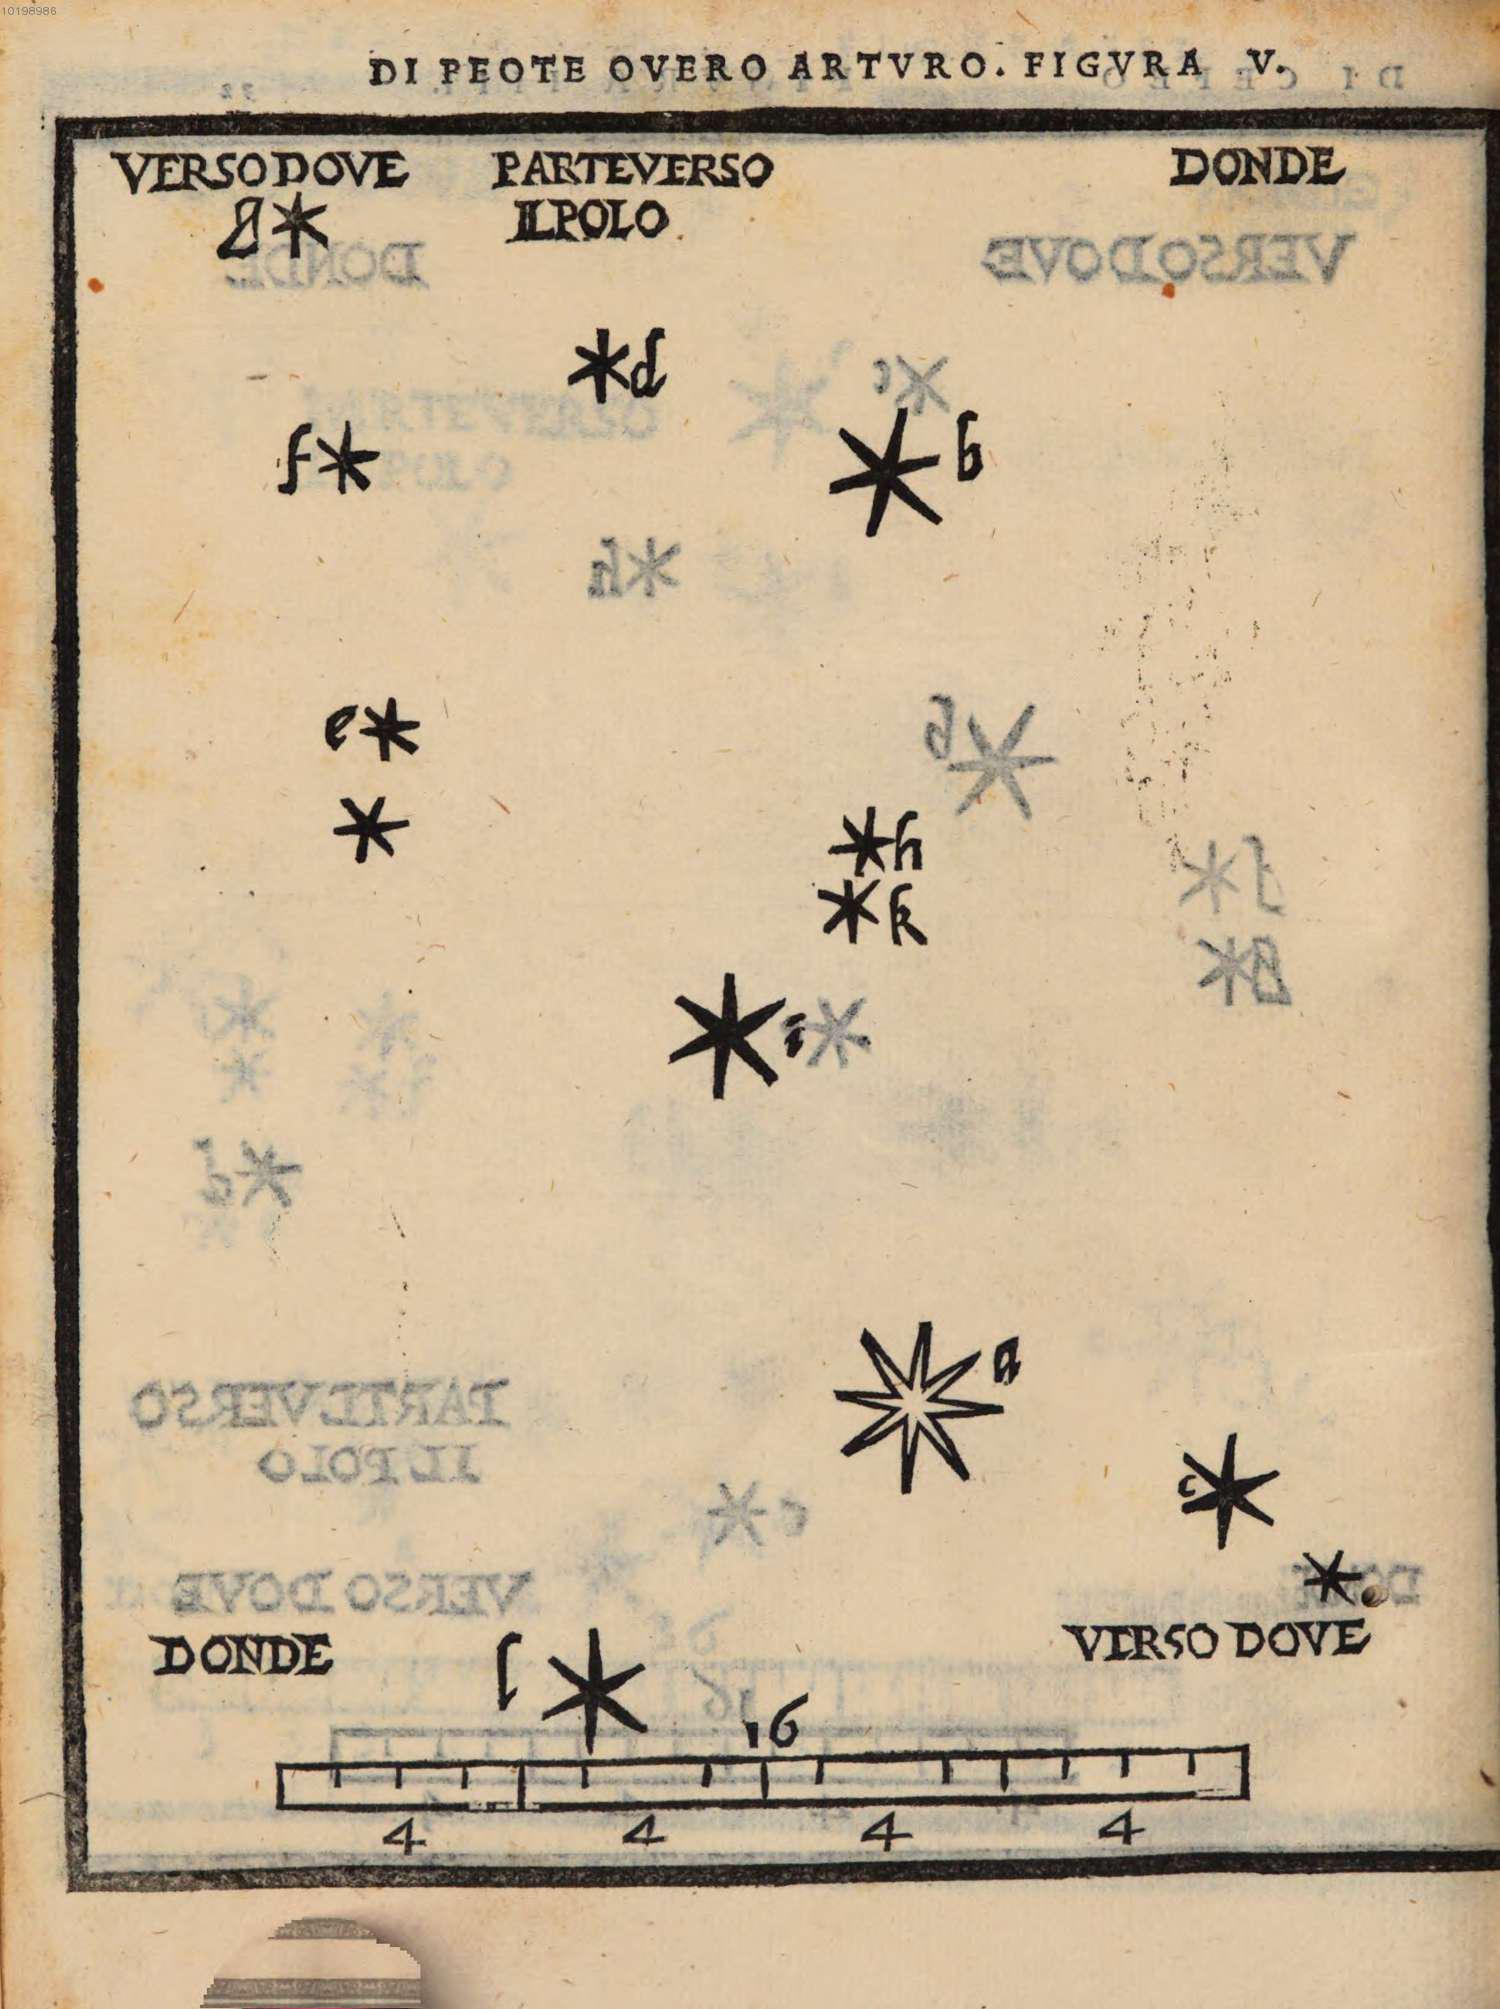 10198986
DI PEOTE OVERO ARTVRO. FIGVRA V.
VERSO DOVE PARTE VERSO DONDE
IL POLO
g
d
f
b
e
h
k
i
a
c
DONDE VERSO DOVE
l
16
4 4 4 4